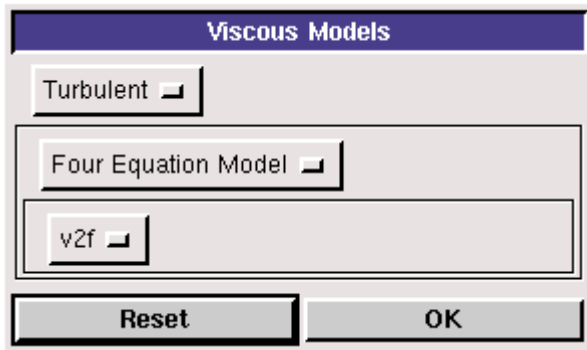 Viscous Models
Turbulent
Four Equation Model
v2f
Reset OK